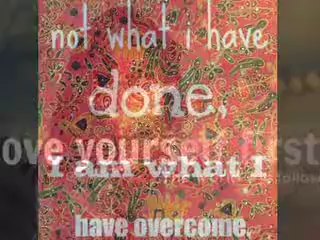 not what i have
done,
ove yourself first
I am what I
have overcome.